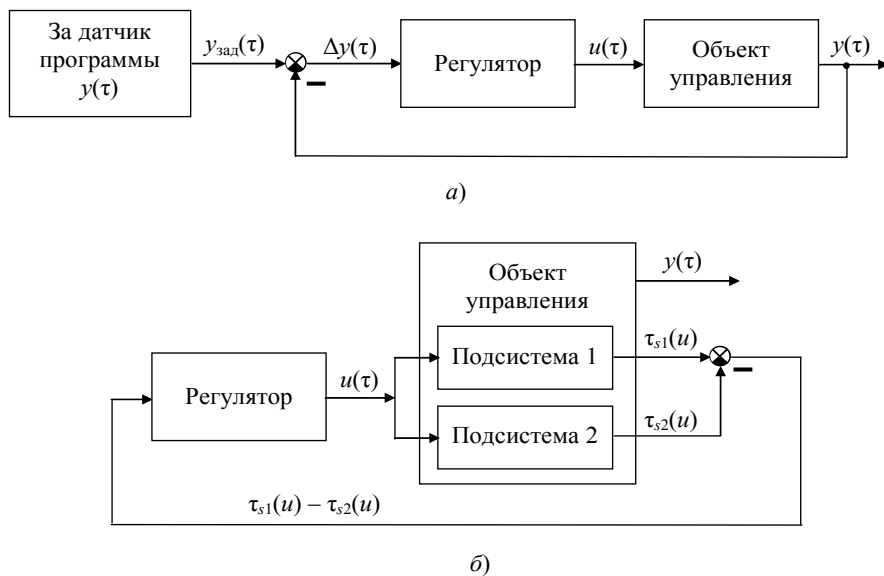 За датчик
программы
y(τ)
yзад(τ)
Δy(τ)
Регулятор
u(τ)
Объект
управления
y(τ)
а)
Объект
управления
y(τ)
Подсистема 1
τs1(u)
Регулятор
u(τ)
Подсистема 2
τs2(u)
τs1(u) – τs2(u)
б)